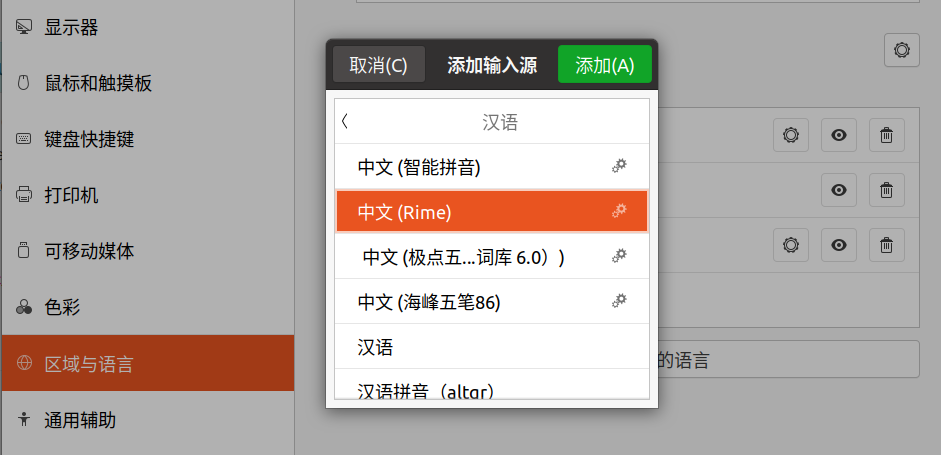 显示器
鼠标和触摸板
键盘快捷键
打印机
可移动媒体
色彩
区域与语言
通用辅助
取消(C) 添加输入源 添加(A)
汉语
中文 (智能拼音)
中文 (Rime)
中文 (极点五...词库 6.0））
中文 (海峰五笔86)
汉语
汉语拼音（altgr）
的语言